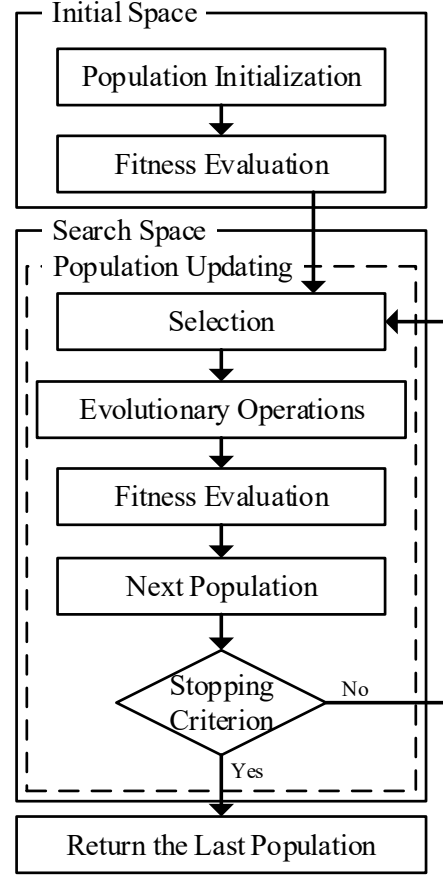 Initial Space
Population Initialization
Fitness Evaluation
Search Space
Population Updating
Selection
Evolutionary Operations
Fitness Evaluation
Next Population
Stopping
Criterion
No
Yes
Return the Last Population